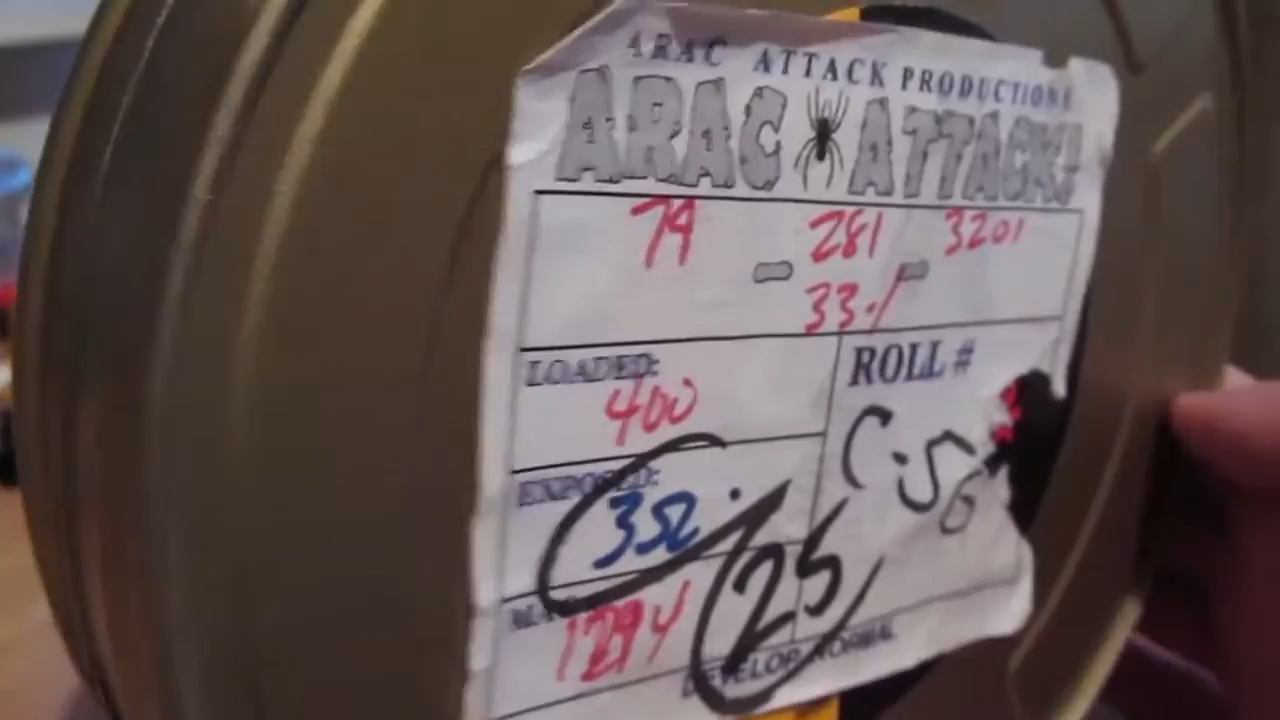 ARAC ATTACK PRODUCTIONS
ARAC ATTACK!
79 - 281 - 3201
33.1
LOADED:
400
ROLL #
C.56
EXPOSED:
352.
25
1294
DEVELOP NORMAL